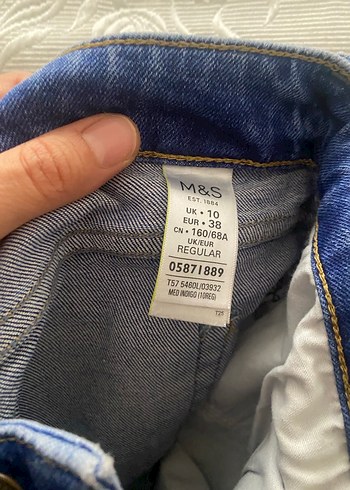 M&S
EST. 1884
UK • 10
EUR • 38
CN • 160/68A
UK/EUR
REGULAR
05871889
T57 5460L/03932
MED INDIGO (10REG)